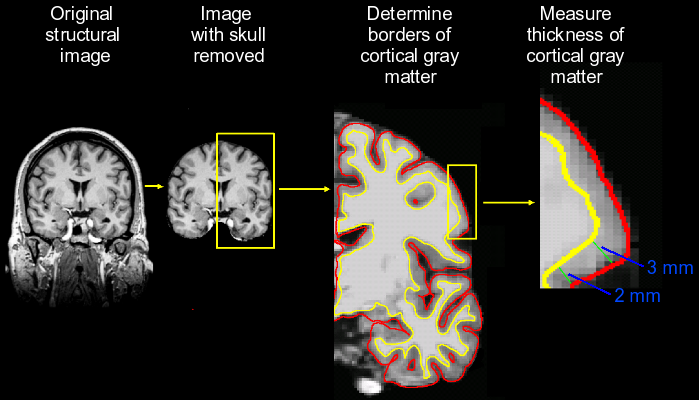 Original
structural
image
Image
with skull
removed
Determine
borders of
cortical gray
matter
Measure
thickness of
cortical gray
matter
3 mm
2 mm